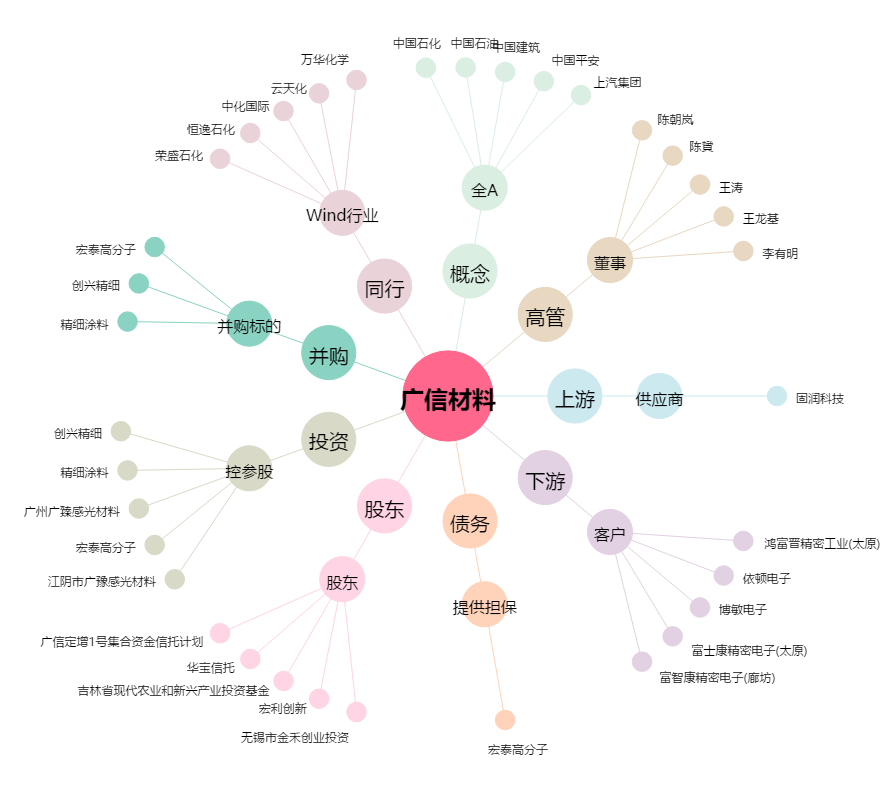 中国石化
中国石油
中国建筑
中国平安
上汽集团
全A
概念
万华化学
云天化
中化国际
恒逸石化
荣盛石化
Wind行业
同行
陈朝岚
陈贇
王涛
王龙基
李有明
董事
高管
宏泰高分子
创兴精细
精细涂料
并购标的
并购
广信材料
上游
供应商
固润科技
创兴精细
精细涂料
广州广臻感光材料
宏泰高分子
江阴市广豫感光材料
控参股
投资
下游
客户
鸿富晋精密工业(太原)
依顿电子
博敏电子
富士康精密电子(太原)
富智康精密电子(廊坊)
股东
股东
广信定增1号集合资金信托计划
华宝信托
吉林省现代农业和新兴产业投资基金
宏利创新
无锡市金禾创业投资
债务
提供担保
宏泰高分子